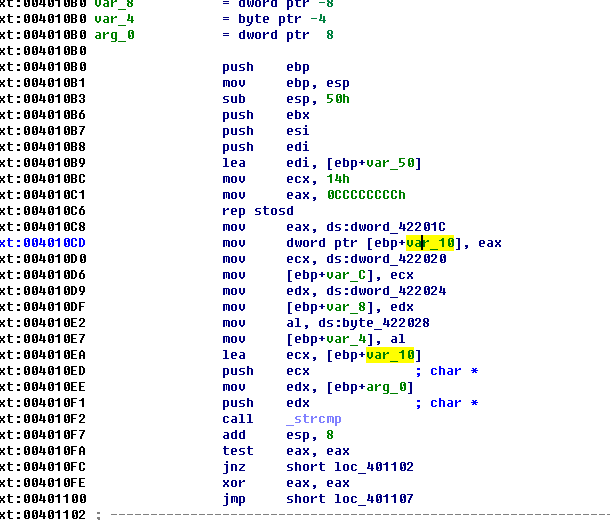 xt:004010B0 var_8 = dword ptr -8
xt:004010B0 var_4 = byte ptr -4
xt:004010B0 arg_0 = dword ptr 8
xt:004010B0
xt:004010B0 push ebp
xt:004010B1 mov ebp, esp
xt:004010B3 sub esp, 50h
xt:004010B6 push ebx
xt:004010B7 push esi
xt:004010B8 push edi
xt:004010B9 lea edi, [ebp+var_50]
xt:004010BC mov ecx, 14h
xt:004010C1 mov eax, 0CCCCCCCCh
xt:004010C6 rep stosd
xt:004010C8 mov eax, ds:dword_42201C
xt:004010CD mov dword ptr [ebp+var_10], eax
xt:004010D0 mov ecx, ds:dword_422020
xt:004010D6 mov [ebp+var_C], ecx
xt:004010D9 mov edx, ds:dword_422024
xt:004010DF mov [ebp+var_8], edx
xt:004010E2 mov al, ds:byte_422028
xt:004010E7 mov [ebp+var_4], al
xt:004010EA lea ecx, [ebp+var_10]
xt:004010ED push ecx ; char *
xt:004010EE mov edx, [ebp+arg_0]
xt:004010F1 push edx ; char *
xt:004010F2 call _strcmp
xt:004010F7 add esp, 8
xt:004010FA test eax, eax
xt:004010FC jnz short loc_401102
xt:004010FE xor eax, eax
xt:00401100 jmp short loc_401107
xt:00401102 ; ---------------------------------------------------------------